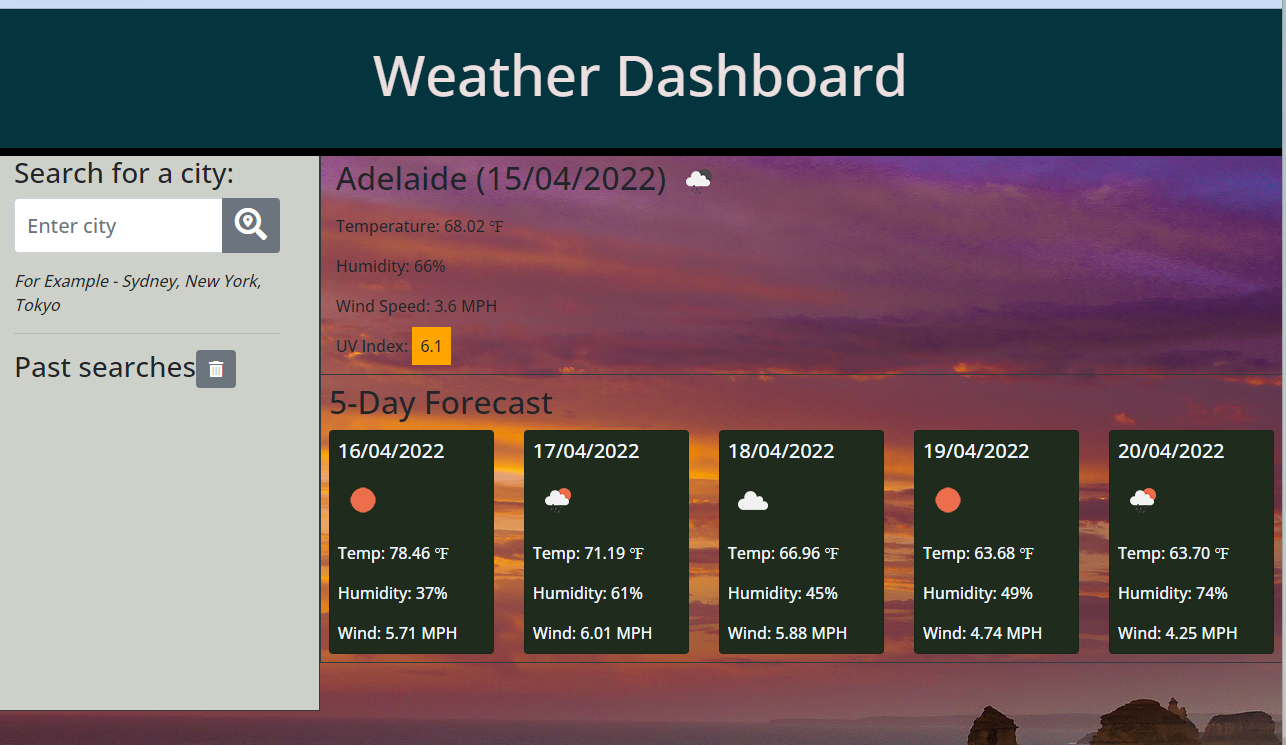 Weather Dashboard
Search for a city:
Enter city
For Example - Sydney, New York,
Tokyo
Past searches
Adelaide (15/04/2022)
Temperature: 68.02 °F
Humidity: 66%
Wind Speed: 3.6 MPH
UV Index: 6.1
5-Day Forecast
16/04/2022
Temp: 78.46 °F
Humidity: 37%
Wind: 5.71 MPH
17/04/2022
Temp: 71.19 °F
Humidity: 61%
Wind: 6.01 MPH
18/04/2022
Temp: 66.96 °F
Humidity: 45%
Wind: 5.88 MPH
19/04/2022
Temp: 63.68 °F
Humidity: 49%
Wind: 4.74 MPH
20/04/2022
Temp: 63.70 °F
Humidity: 74%
Wind: 4.25 MPH